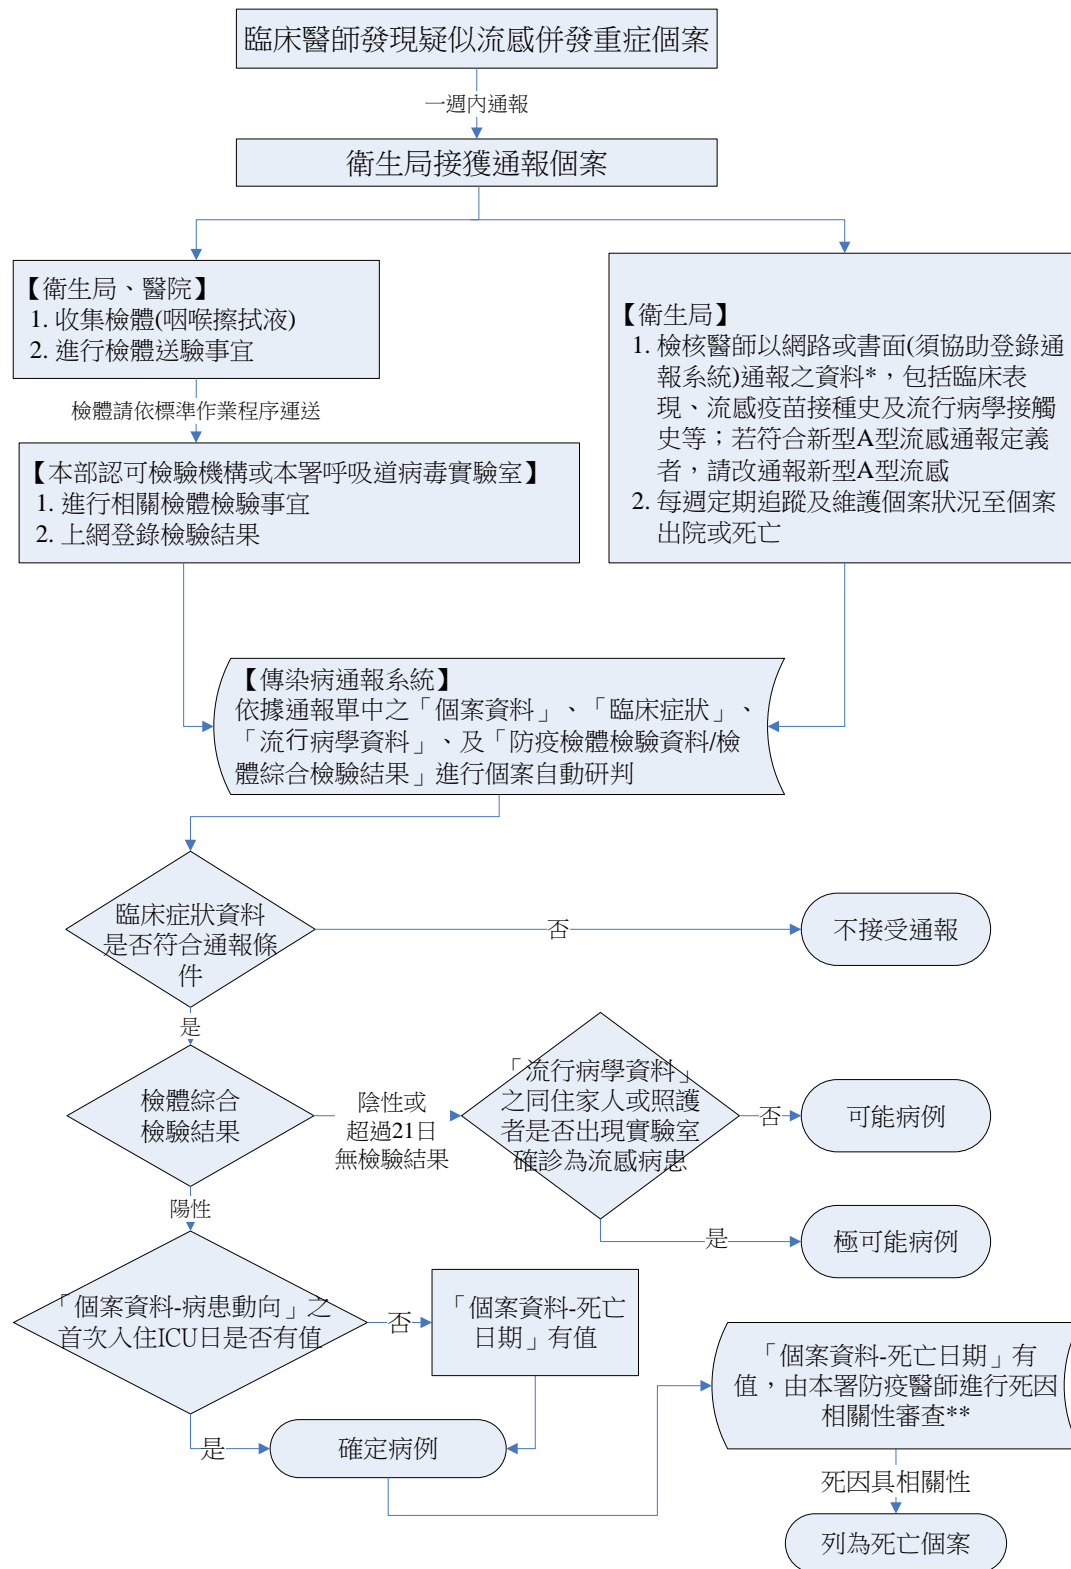 臨床醫師發現疑似流感併發重症個案
一週內通報
衛生局接獲通報個案
【衛生局、醫院】
1. 收集檢體(咽喉擦拭液)
2. 進行檢體送驗事宜
檢體請依標準作業程序運送
【本部認可檢驗機構或本署呼吸道病毒實驗室】
1. 進行相關檢體檢驗事宜
2. 上網登錄檢驗結果
【衛生局】
1. 檢核醫師以網路或書面(須協助登錄通
報系統)通報之資料*，包括臨床表
現、流感疫苗接種史及流行病學接觸
史等；若符合新型A型流感通報定義
者，請改通報新型A型流感
2. 每週定期追蹤及維護個案狀況至個案
出院或死亡
【傳染病通報系統】
依據通報單中之「個案資料」、「臨床症狀」、
「流行病學資料」、及「防疫檢體檢驗資料/檢
體綜合檢驗結果」進行個案自動研判
臨床症狀資料
是否符合通報條
件
否
不接受通報
是
檢體綜合
檢驗結果
陰性或
超過21日
無檢驗結果
「流行病學資料」
之同住家人或照護
者是否出現實驗室
確診為流感病患
否
可能病例
是
極可能病例
陽性
「個案資料-病患動向」之
首次入住ICU日是否有值
否
「個案資料-死亡
日期」有值
是
確定病例
「個案資料-死亡日期」有
值，由本署防疫醫師進行死因
相關性審查**
死因具相關性
列為死亡個案